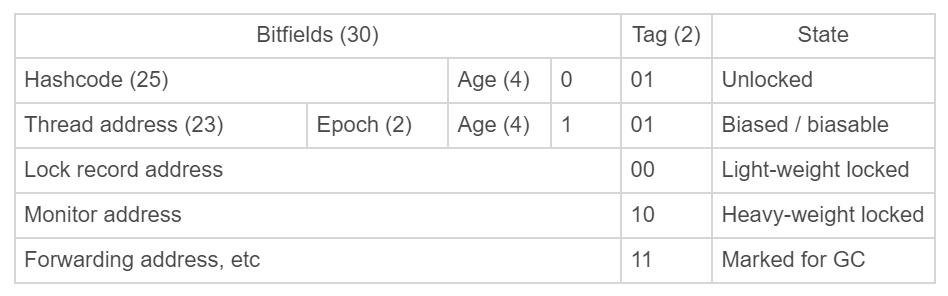 Bitfields (30) Tag (2) State
Hashcode (25) Age (4) 0 01 Unlocked
Thread address (23) Epoch (2) Age (4) 1 01 Biased / biasable
Lock record address 00 Light-weight locked
Monitor address 10 Heavy-weight locked
Forwarding address, etc 11 Marked for GC